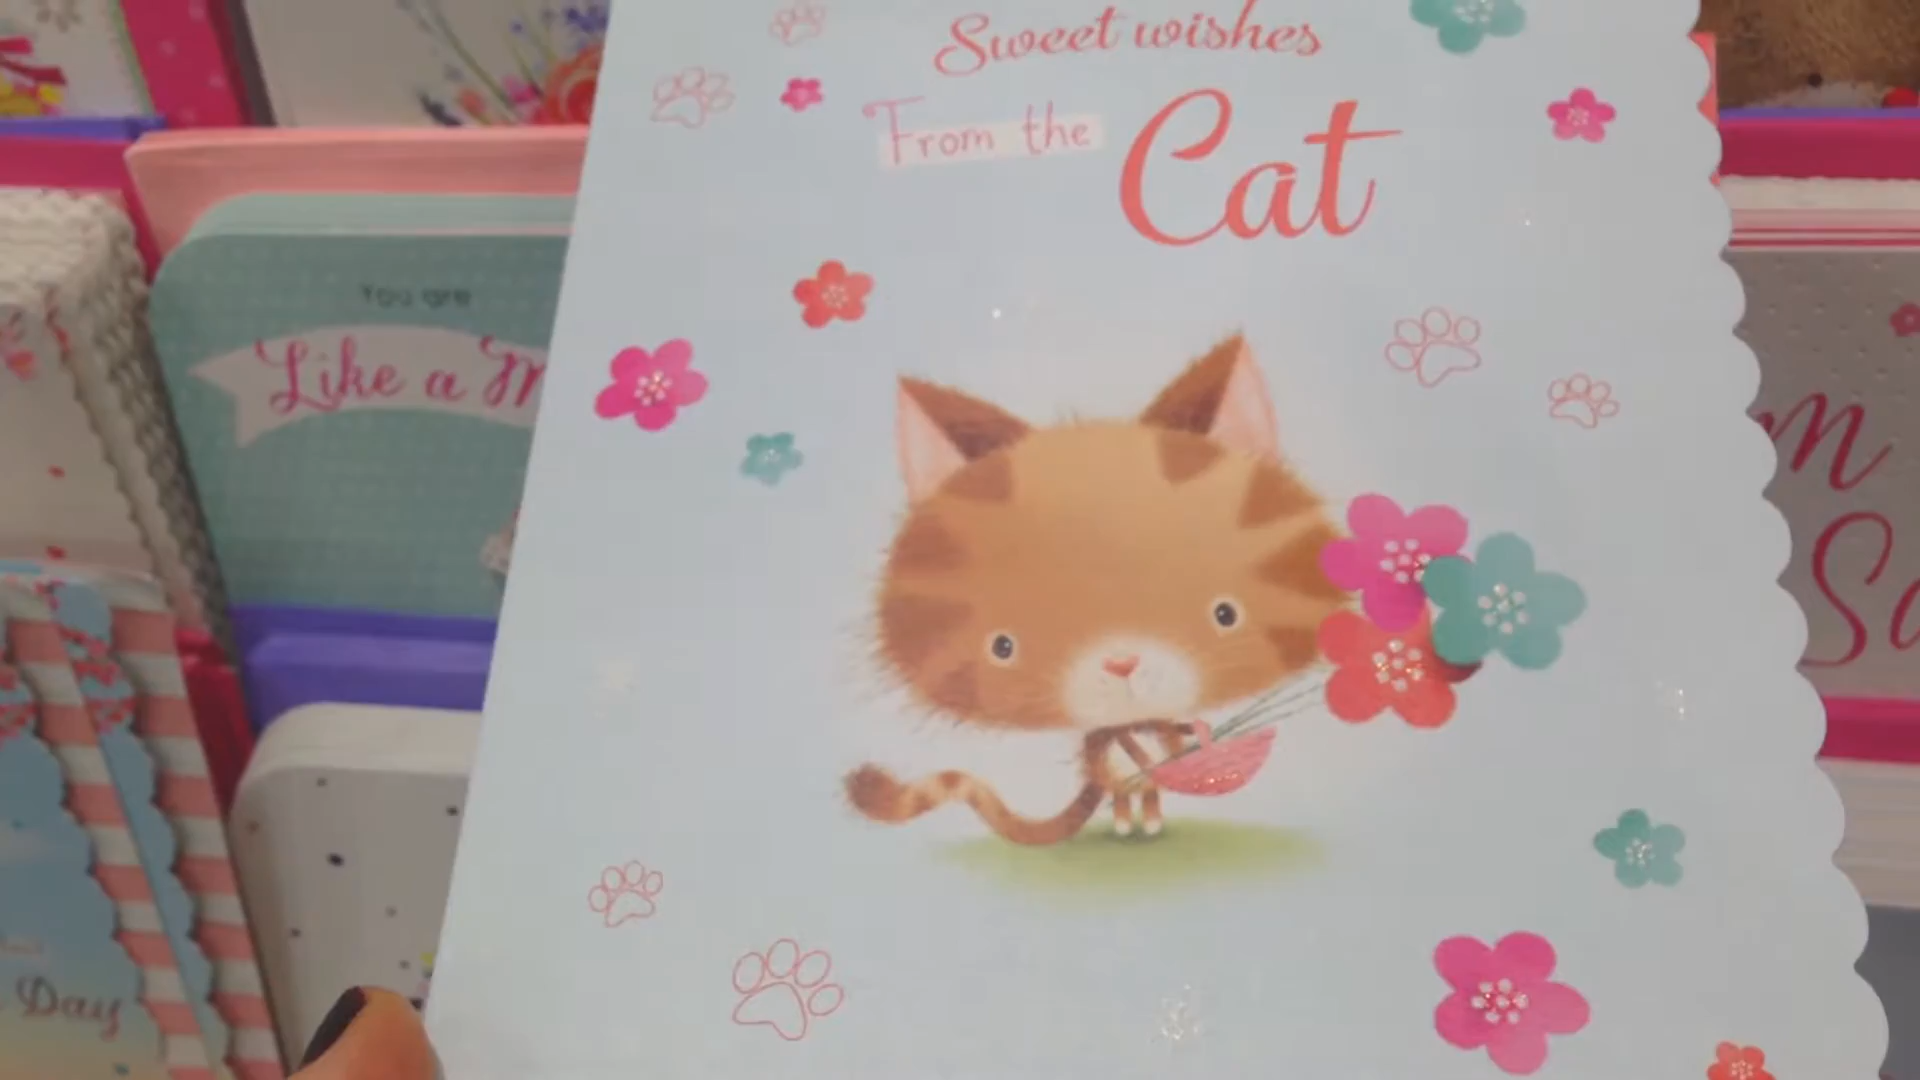 Sweet wishes
From the Cat
You are
Like a
Day